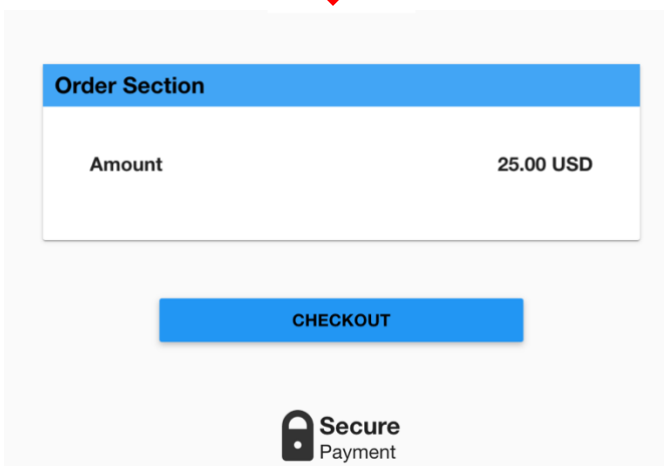 Order Section
Amount 25.00 USD
CHECKOUT
Secure
Payment